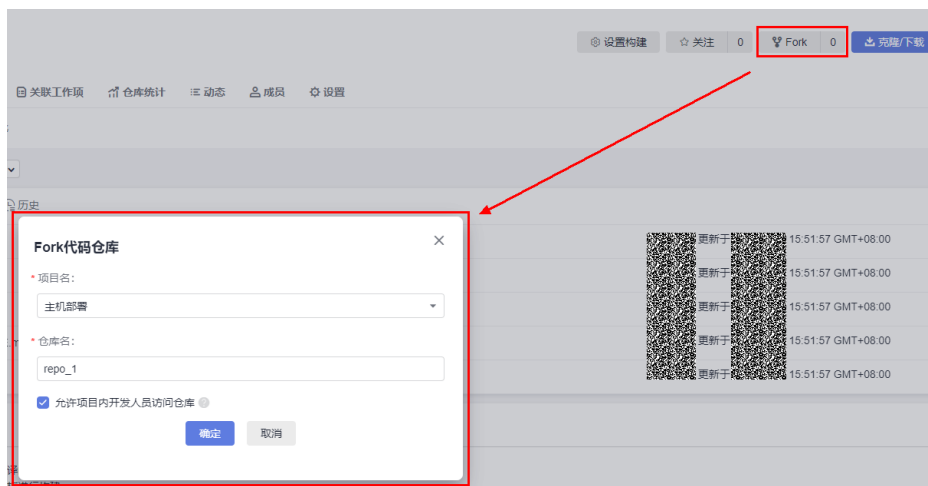 设置构建 关注 0 Fork 0 克隆/下载
关联工作项 仓库统计 动态 成员 设置
历史
Fork代码仓库
* 项目名:
主机部署
* 仓库名:
repo_1
允许项目内开发人员访问仓库
确定 取消
更新于 15:51:57 GMT+08:00
更新于 15:51:57 GMT+08:00
更新于 15:51:57 GMT+08:00
更新于 15:51:57 GMT+08:00
更新于 15:51:57 GMT+08:00